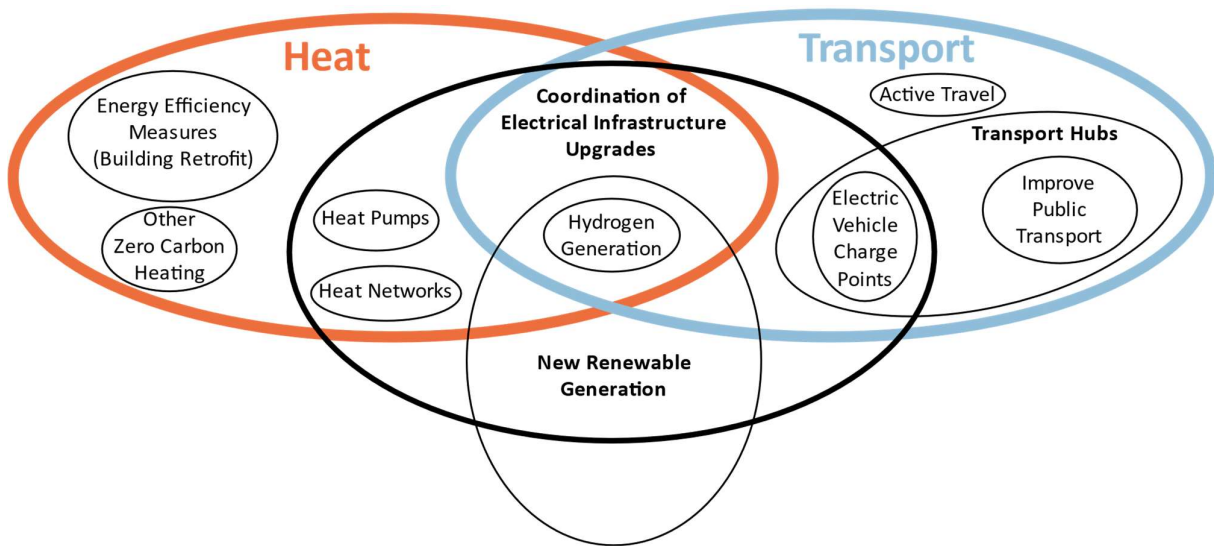 Heat
Transport
Energy Efficiency
Measures
(Building Retrofit)
Other
Zero Carbon
Heating
Heat Pumps
Heat Networks
Coordination of
Electrical Infrastructure
Upgrades
Hydrogen
Generation
New Renewable
Generation
Active Travel
Transport Hubs
Electric
Vehicle
Charge
Points
Improve
Public
Transport